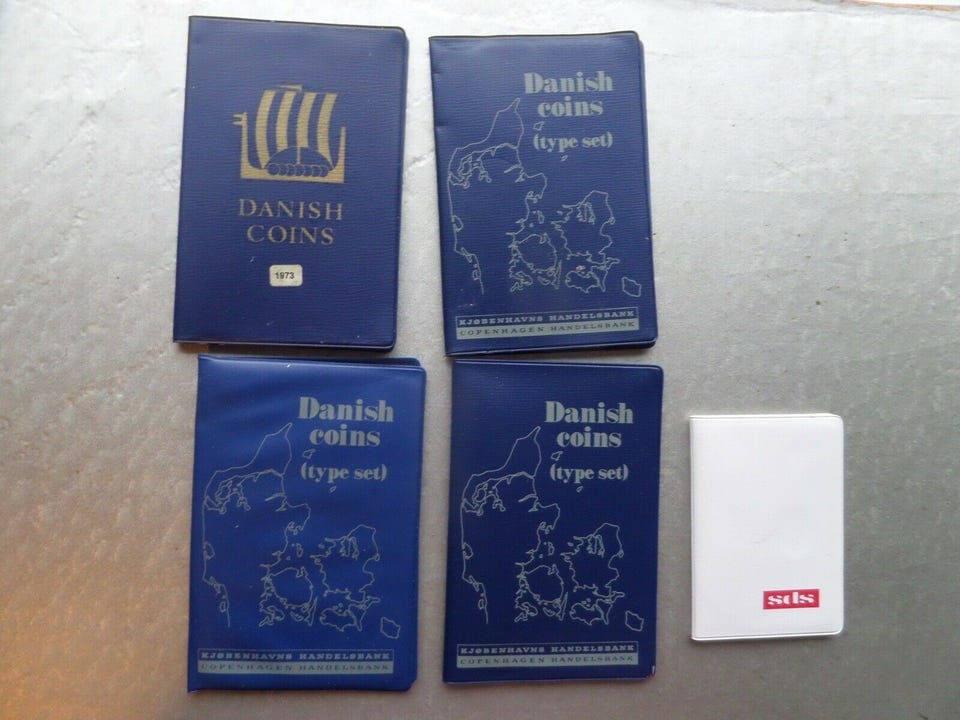 DANISH
COINS
1973
Danish
coins
(type set)
KJØBENHAVNS HANDELSBANK
COPENHAGEN HANDELSBANK
Danish
coins
(type set)
KJØBENHAVNS HANDELSBANK
COPENHAGEN HANDELSBANK
Danish
coins
(type set)
KJØBENHAVNS HANDELSBANK
COPENHAGEN HANDELSBANK
sds